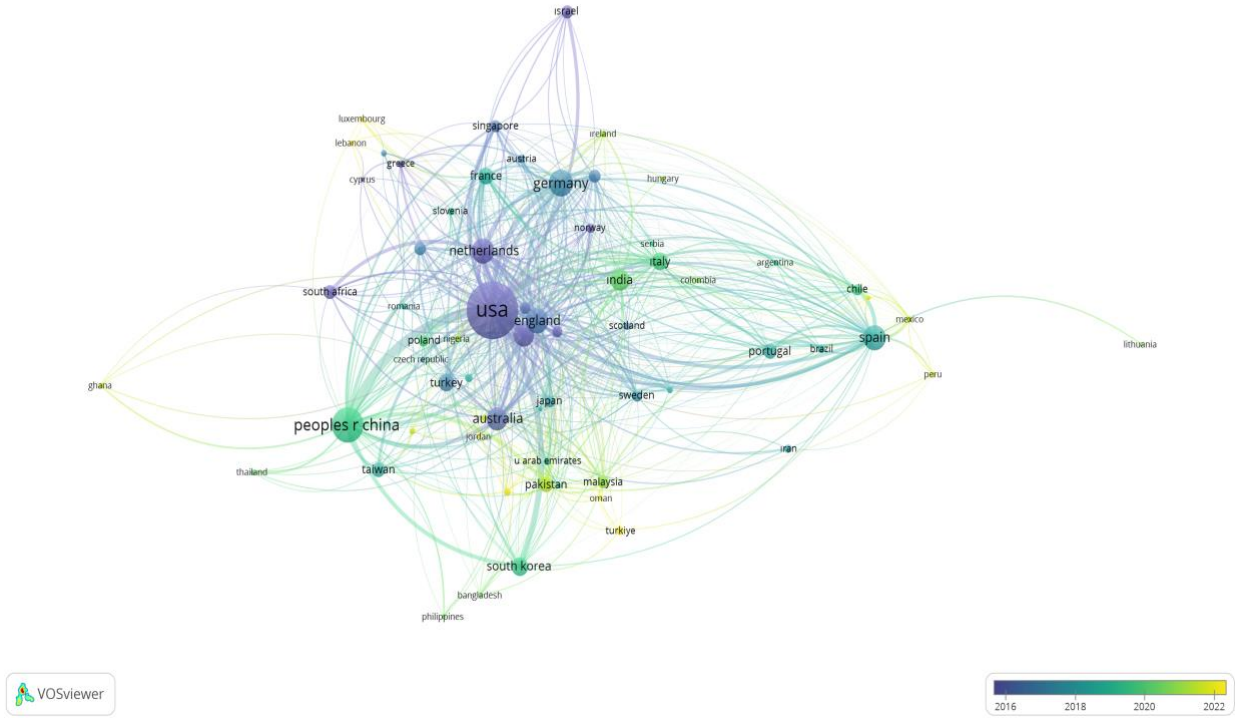 israel
luxembourg
singapore
ireland
lebanon
austria
greece
france
germany
hungary
cyprus
slovenia
norway
serbia
netherlands
italy
argentina
india
colombia
chile
south africa
romania
usa
england
scotland
mexico
poland
nigeria
spain
lithuania
portugal
brazil
czech republic
peru
turkey
ghana
sweden
japan
australia
peoples r china
jordan
iran
u arab emirates
taiwan
thailand
pakistan
malaysia
oman
turkiye
south korea
bangladesh
philippines
VOSviewer
2016 2018 2020 2022